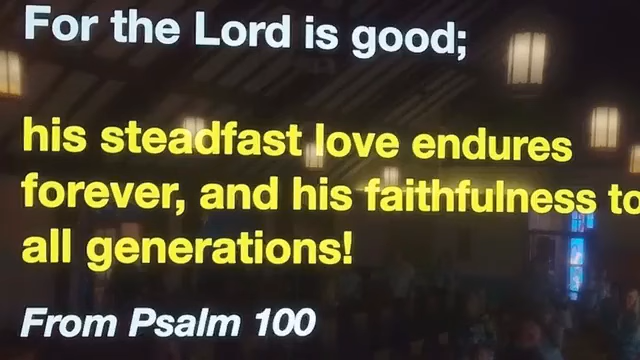 For the Lord is good;
his steadfast love endures
forever, and his faithfulness to
all generations!
From Psalm 100